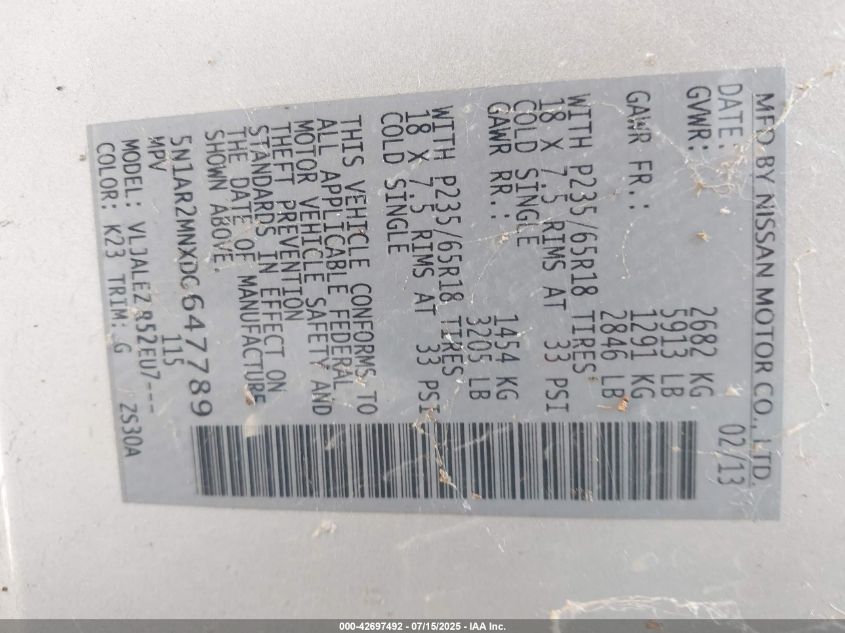 MFD BY NISSAN MOTOR CO., LTD.
DATE: 02/13
GVWR: 2682 KG
5913 LB
GAWR FR.: 1291 KG
2846 LB
WITH P235/65R18 TIRES
18 X 7.5 RIMS AT 33 PSI
COLD SINGLE
GAWR RR.: 1454 KG
3205 LB
WITH P235/65R18 TIRES
18 X 7.5 RIMS AT 33 PSI
COLD SINGLE
THIS VEHICLE CONFORMS TO
ALL APPLICABLE FEDERAL
MOTOR VEHICLE SAFETY AND
THEFT PREVENTION
STANDARDS IN EFFECT ON
THE DATE OF MANUFACTURE
SHOWN ABOVE.
5N1AR2MNXDC647789
MPV 115
MODEL: VLJALEZR52EU7---
COLOR: K23 TRIM: G 2S30A
000-42697492 - 07/15/2025 - IAA Inc.